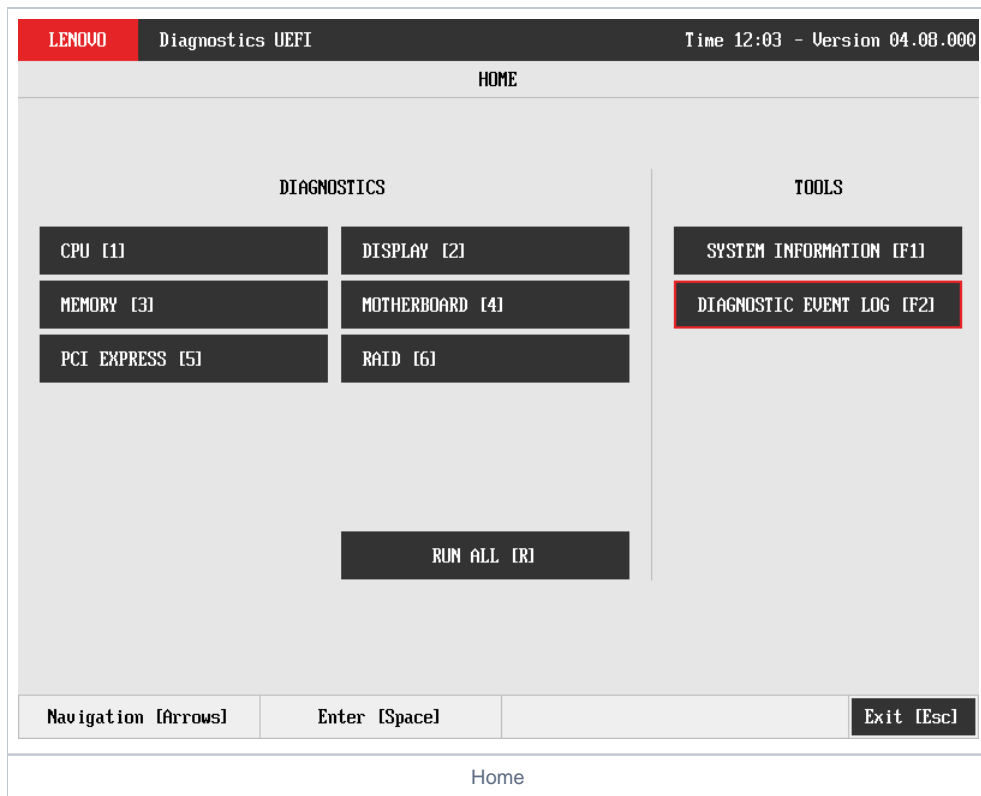 LENOVO Diagnostics UEFI Time 12:03 - Version 04.08.000
HOME
DIAGNOSTICS
TOOLS
CPU [1]
DISPLAY [2]
SYSTEM INFORMATION [F1]
MEMORY [3]
MOTHERBOARD [4]
DIAGNOSTIC EVENT LOG [F2]
PCI EXPRESS [5]
RAID [6]
RUN ALL [R]
Navigation [Arrows] Enter [Space] Exit [Esc]
Home